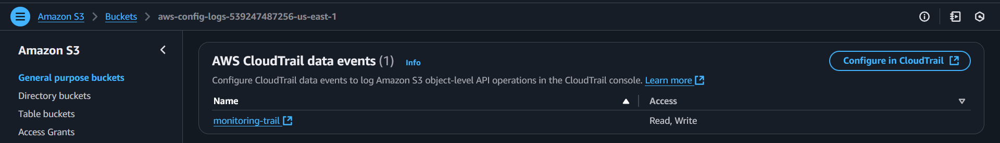 Amazon S3 > Buckets > aws-config-logs-539247487256-us-east-1
Amazon S3
General purpose buckets
Directory buckets
Table buckets
Access Grants
AWS CloudTrail data events (1) Info
Configure in CloudTrail
Configure CloudTrail data events to log Amazon S3 object-level API operations in the CloudTrail console. Learn more
Name Access
monitoring-trail Read, Write